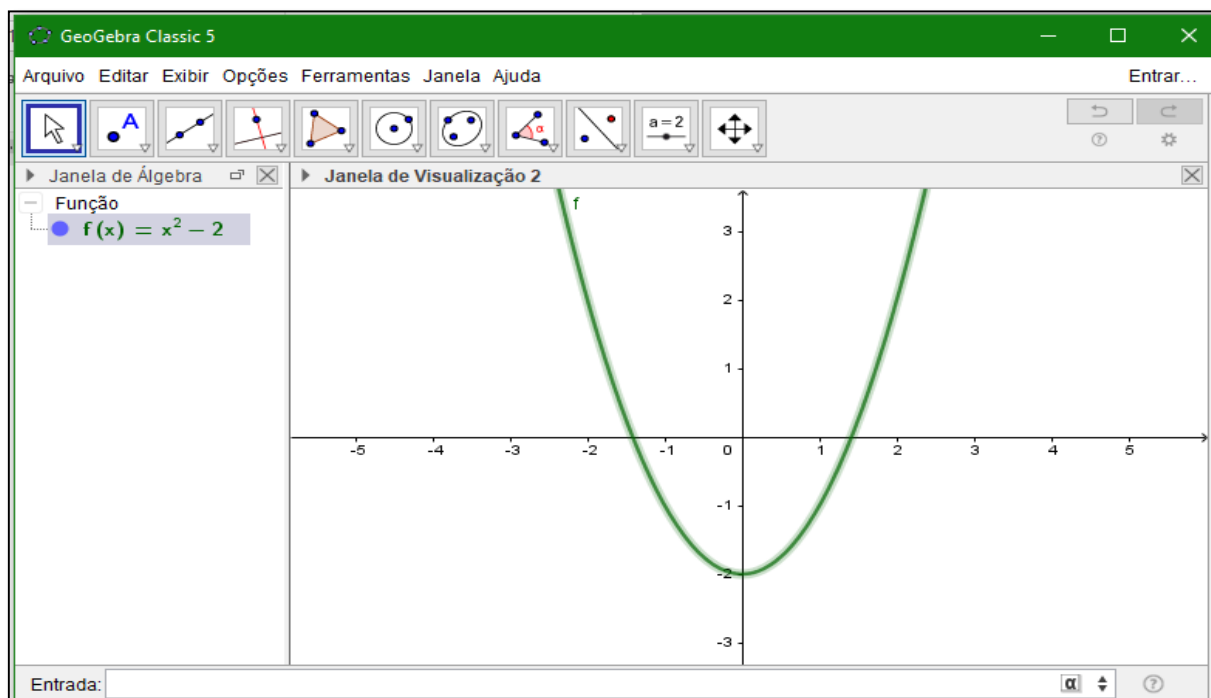 GeoGebra Classic 5
Arquivo Editar Exibir Opções Ferramentas Janela Ajuda Entrar...
A α a=2
Janela de Álgebra
Janela de Visualização 2
Função
f(x) = x² − 2
f
3
2
1
-5 -4 -3 -2 -1 0 1 2 3 4 5
-1
-2
-3
Entrada: α